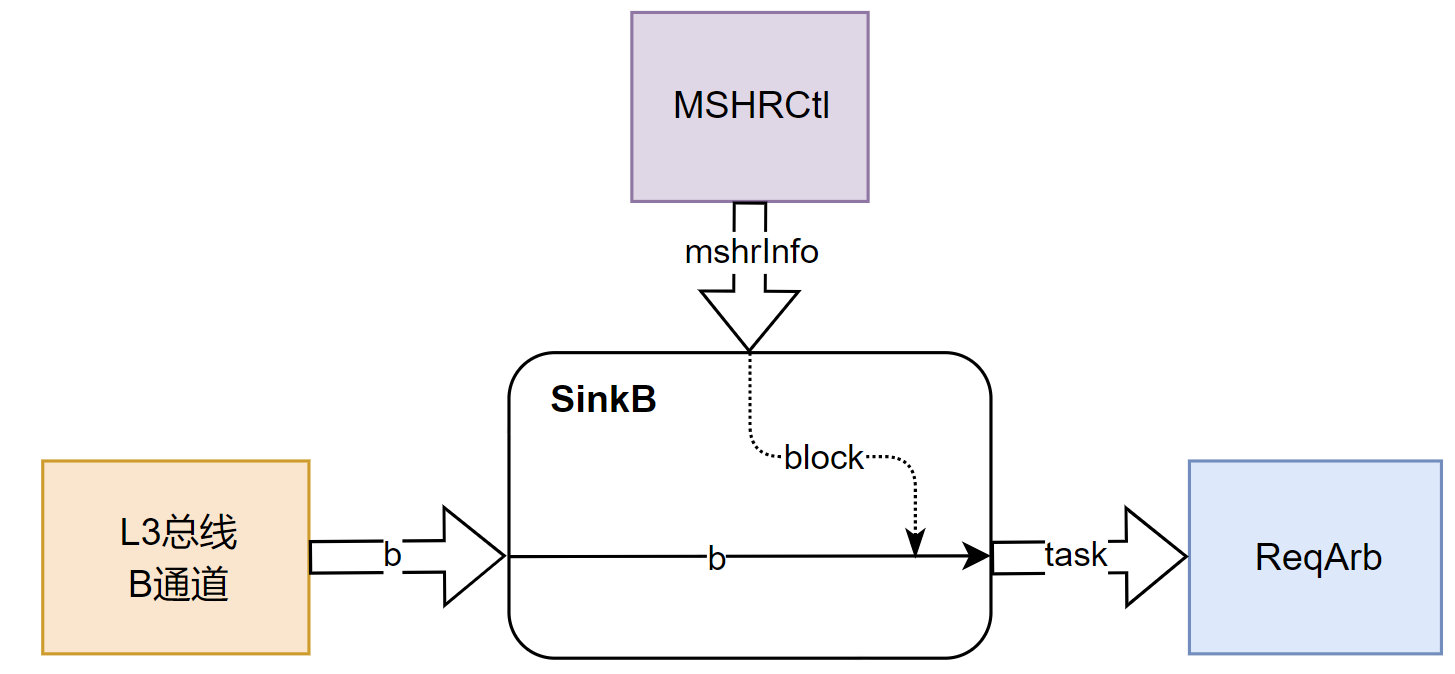 MSHRCtl
mshrInfo
SinkB
block
L3总线
B通道
b
b
task
ReqArb